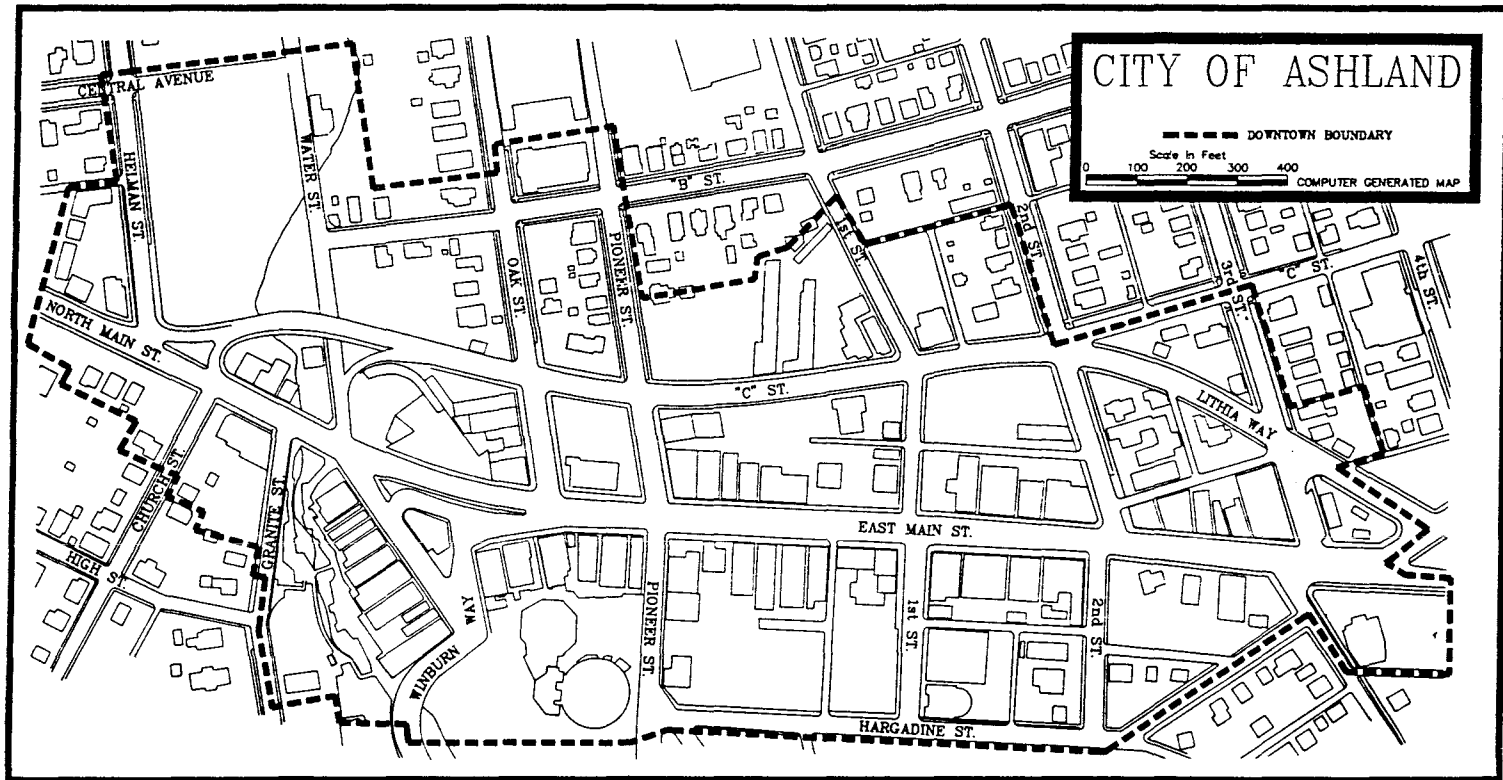 CITY OF ASHLAND
DOWNTOWN BOUNDARY
Scale In Feet
0 100 200 300 400
COMPUTER GENERATED MAP
CENTRAL AVENUE
HELMAN ST.
WATER ST.
"B" ST.
OAK ST.
PIONEER ST.
1st ST.
2nd ST.
3rd ST.
"C" ST.
4th ST.
NORTH MAIN ST.
"C" ST.
LITHIA WAY
CHURCH ST.
GRANITE ST.
HIGH ST.
EAST MAIN ST.
WINBURN WAY
PIONEER ST.
1st ST.
2nd ST.
HARGADINE ST.